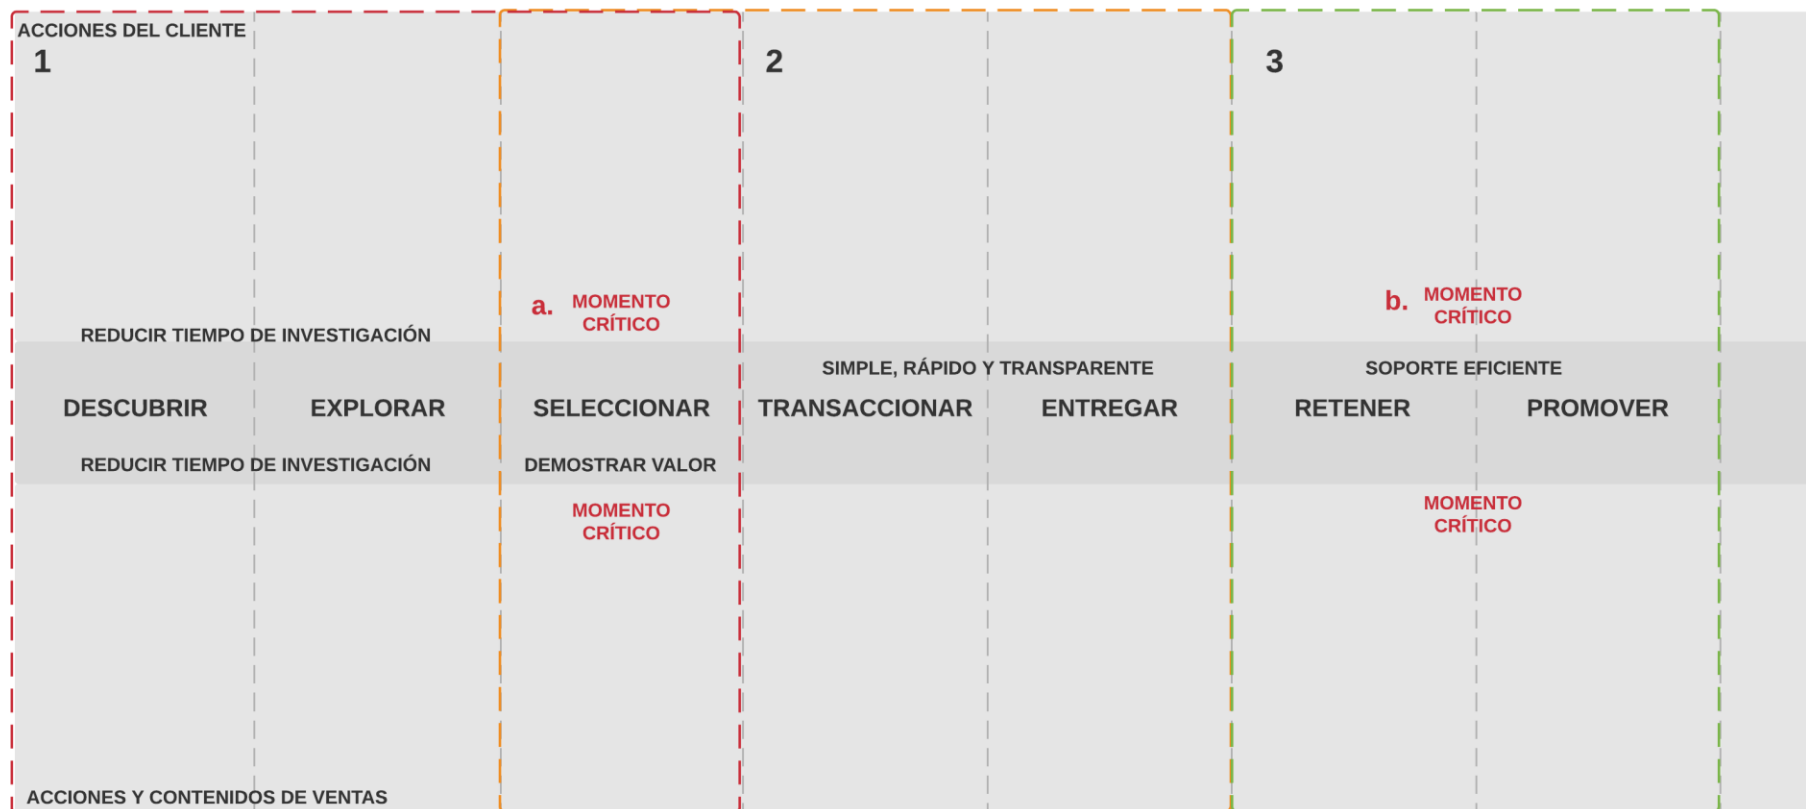 ACCIONES DEL CLIENTE
1
2
3
a. MOMENTO
CRÍTICO
b. MOMENTO
CRÍTICO
REDUCIR TIEMPO DE INVESTIGACIÓN
SIMPLE, RÁPIDO Y TRANSPARENTE
SOPORTE EFICIENTE
DESCUBRIR
EXPLORAR
SELECCIONAR
TRANSACCIONAR
ENTREGAR
RETENER
PROMOVER
REDUCIR TIEMPO DE INVESTIGACIÓN
DEMOSTRAR VALOR
MOMENTO
CRÍTICO
MOMENTO
CRÍTICO
ACCIONES Y CONTENIDOS DE VENTAS